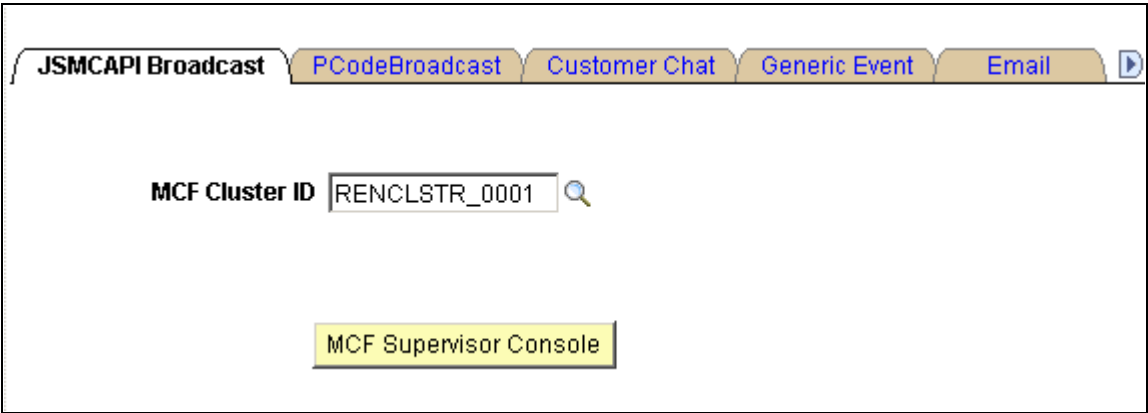 JSMCAPI Broadcast PCodeBroadcast Customer Chat Generic Event Email
MCF Cluster ID RENCLSTR_0001
MCF Supervisor Console